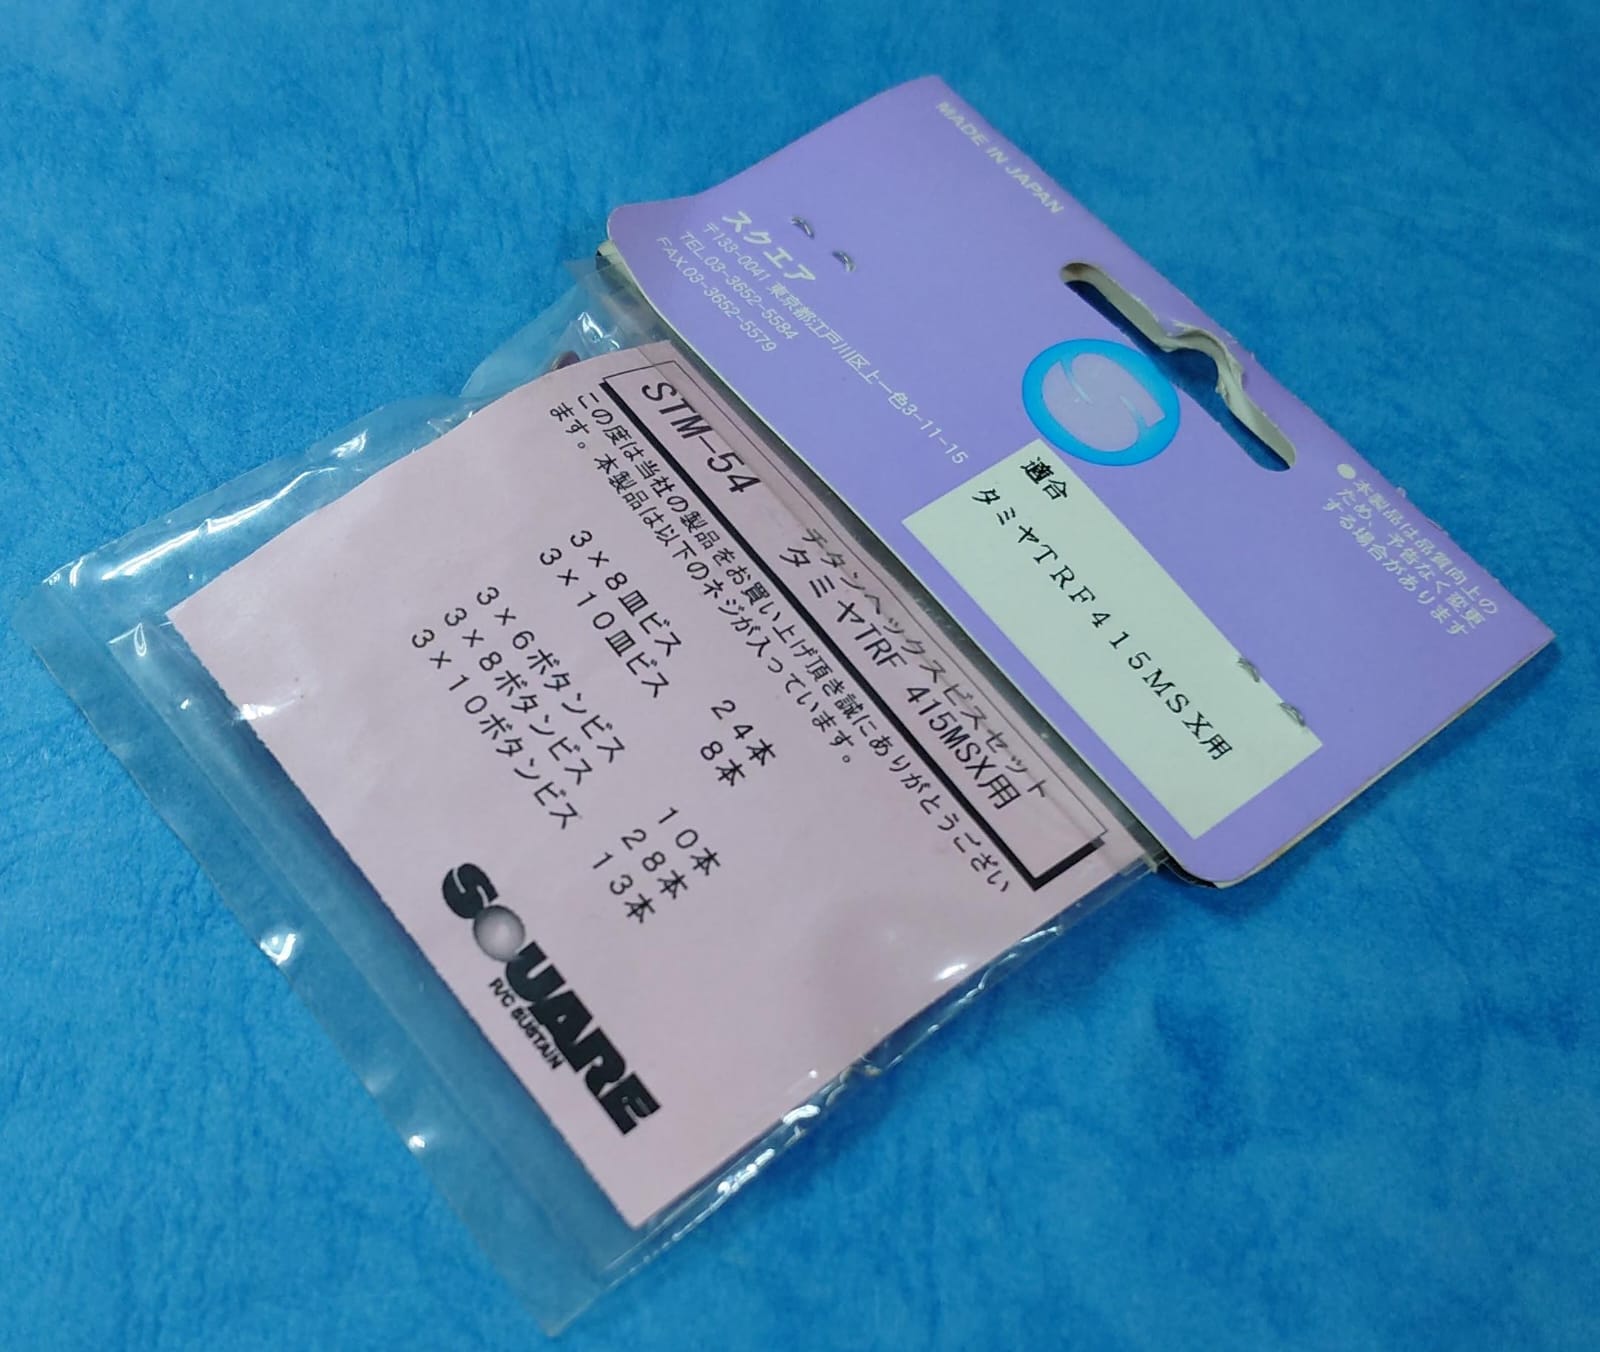 MADE IN JAPAN
スクエア
〒133-0041 東京都江戸川区上一色3-11-15
TEL.03-3652-5584
FAX.03-3652-5579
●本製品は品質向上の
ため、予告なく変更
する場合があります
適合
タミヤTRF415MSX用
チタンヘックスビスセット
STM-54 タミヤTRF 415MSX用
この度は当社の製品をお買い上げ頂き誠にありがとうござい
ます。本製品は以下のネジが入っています。
3×8皿ビス 24本
3×10皿ビス 8本
3×6ボタンビス 10本
3×8ボタンビス 28本
3×10ボタンビス 13本
SQUARE
R/C SUSTAIN